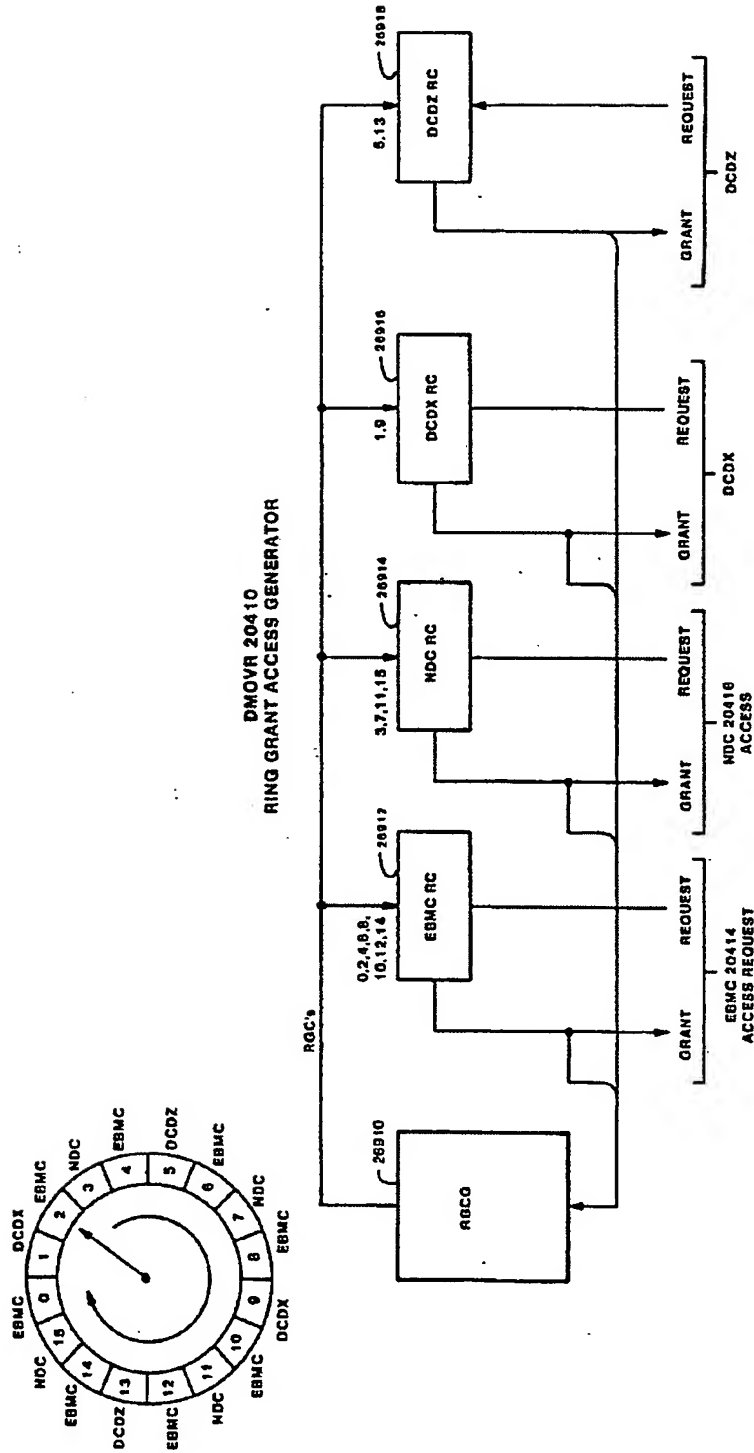 DMOVR 20410
RING GRANT ACCESS GENERATOR
EBMC
DCDX
EBMC
NDC
EBMC
DCDZ
EBMC
NDC
EBMC
DCDX
EBMC
NDC
EBMC
DCDZ
EBMC
NDC
0
1
2
3
4
5
6
7
8
9
10
11
12
13
14
15
RGC's
26910
RGCG
0,2,4,6,8,
10,12,14
26917
EBMC RC
3,7,11,15
26914
NDC RC
1,9
26916
DCDX RC
5,13
26918
DCDZ RC
GRANT REQUEST
EBMC 20414
ACCESS REQUEST
GRANT REQUEST
NDC 20416
ACCESS
GRANT REQUEST
DCDX
GRANT REQUEST
DCDZ